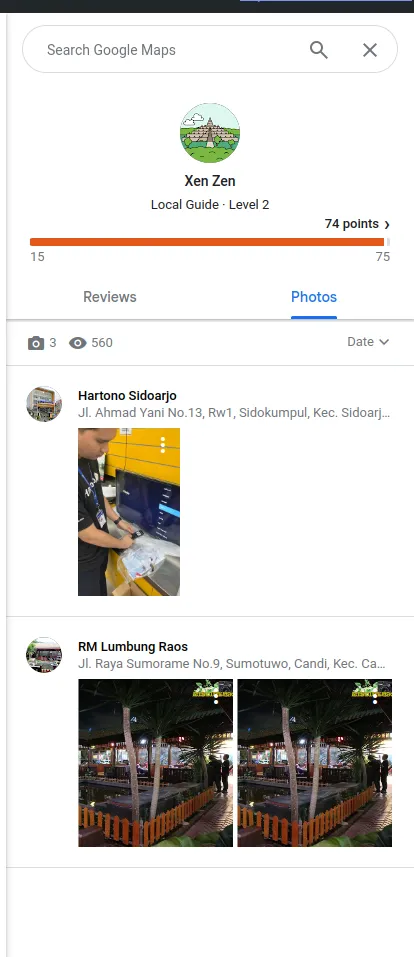 Search Google Maps
Xen Zen
Local Guide · Level 2
74 points ›
15
75
Reviews
Photos
3
560
Date
Hartono Sidoarjo
Jl. Ahmad Yani No.13, Rw1, Sidokumpul, Kec. Sidoarj...
RM Lumbung Raos
Jl. Raya Sumorame No.9, Sumotuwo, Candi, Kec. Ca...